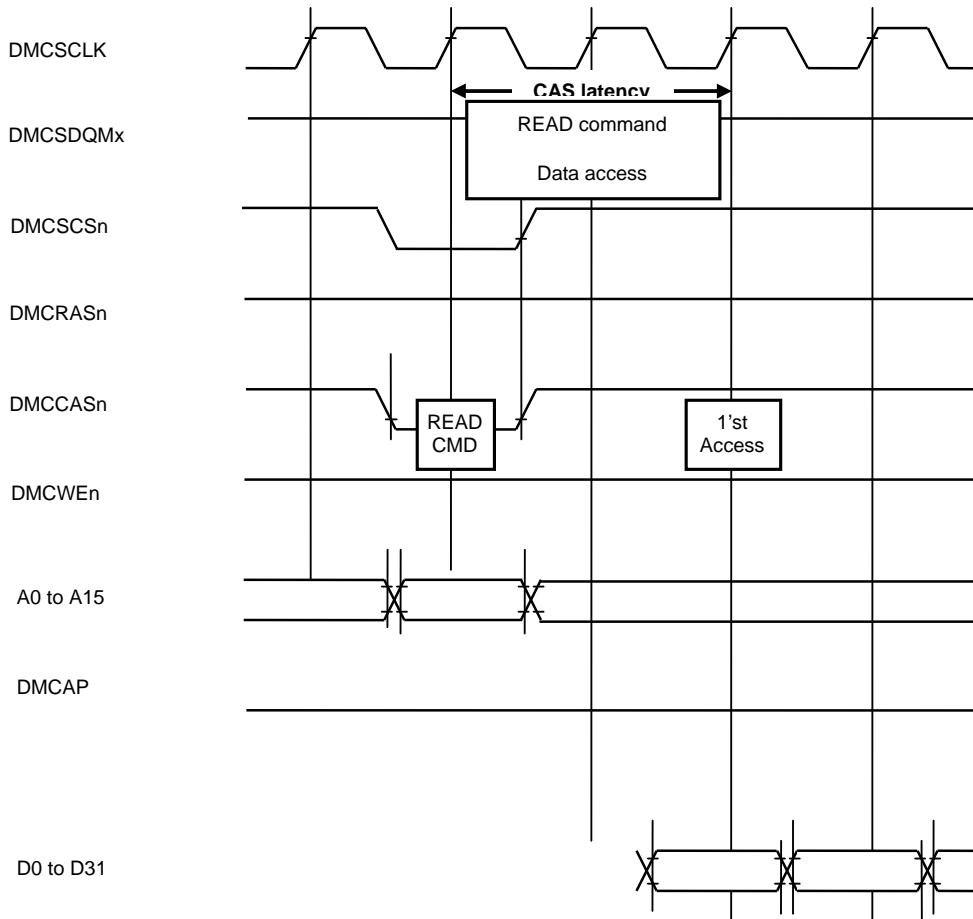 DMCSCLK
CAS latency
DMCSDQMx
READ command
Data access
DMCSCSn
DMCRASn
DMCCASn
READ
CMD
1'st
Access
DMCWEn
A0 to A15
DMCAP
D0 to D31